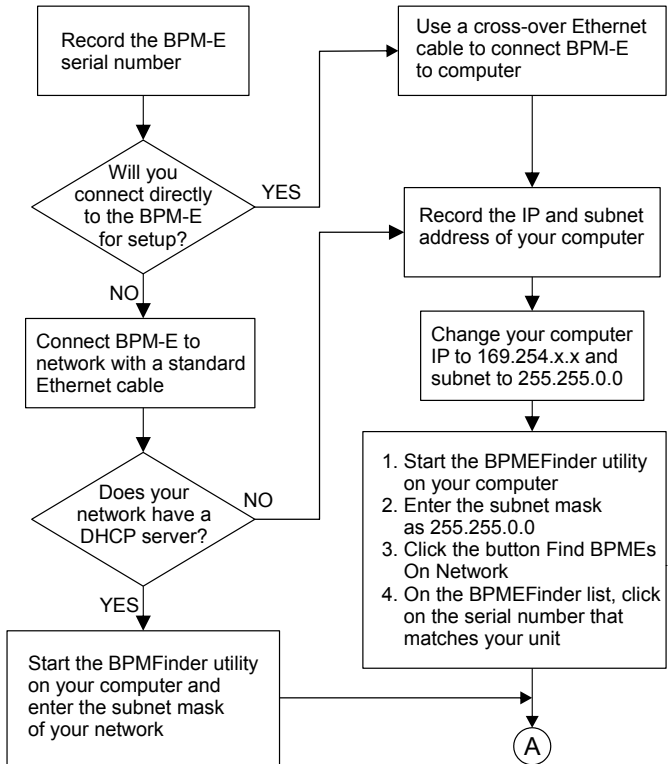 Record the BPM-E
serial number
Will you
connect directly
to the BPM-E
for setup?
YES
NO
Use a cross-over Ethernet
cable to connect BPM-E
to computer
Connect BPM-E to
network with a standard
Ethernet cable
Does your
network have a
DHCP server?
NO
YES
Record the IP and subnet
address of your computer
Change your computer
IP to 169.254.x.x and
subnet to 255.255.0.0
1. Start the BPMEFinder utility
on your computer
2. Enter the subnet mask
as 255.255.0.0
3. Click the button Find BPMEs
On Network
4. On the BPMEFinder list, click
on the serial number that
matches your unit
Start the BPMFinder utility
on your computer and
enter the subnet mask
of your network
A